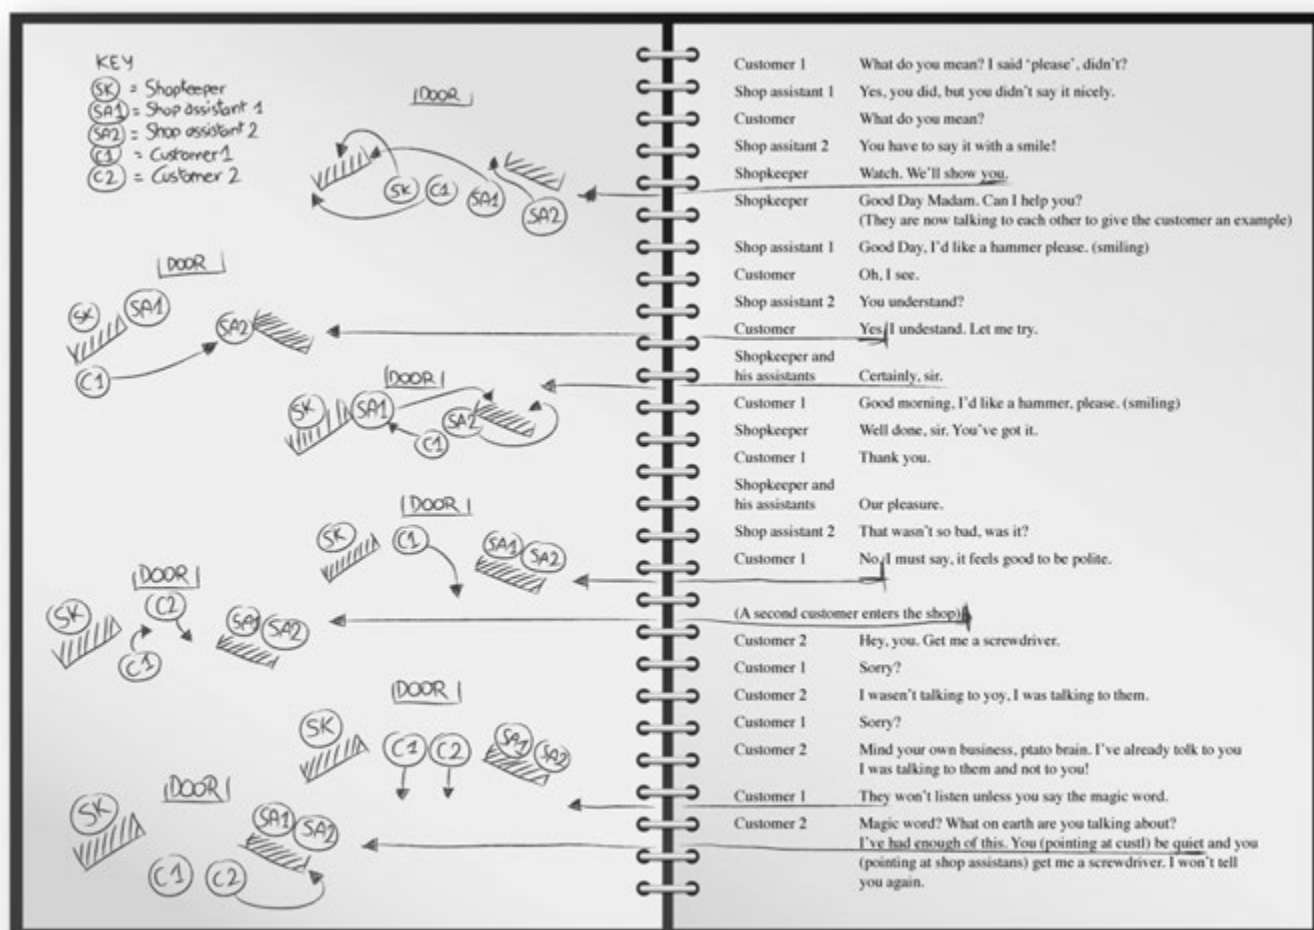 KEY
SK = Shopkeeper
SA1 = Shop assistant 1
SA2 = Shop assistant 2
C1 = Customer 1
C2 = Customer 2
DOOR
SK C1 SA1 SA2
DOOR
SK SA1 SA2
C1
DOOR
SK SA1 SA2
C1
DOOR
SK C1 SA1 SA2
DOOR
C2
SK SA1 SA2
C1
DOOR
SK C1 C2 SA1 SA2
DOOR
SK SA1 SA2
C1 C2
Customer 1 What do you mean? I said ‘please’, didn’t?
Shop assistant 1 Yes, you did, but you didn’t say it nicely.
Customer What do you mean?
Shop assitant 2 You have to say it with a smile!
Shopkeeper Watch. We’ll show you.
Shopkeeper Good Day Madam. Can I help you?
(They are now talking to each other to give the customer an example)
Shop assistant 1 Good Day, I’d like a hammer please. (smiling)
Customer Oh, I see.
Shop assistant 2 You understand?
Customer Yes, I undestand. Let me try.
Shopkeeper and
his assistants Certainly, sir.
Customer 1 Good morning, I’d like a hammer, please. (smiling)
Shopkeeper Well done, sir. You’ve got it.
Customer 1 Thank you.
Shopkeeper and
his assistants Our pleasure.
Shop assistant 2 That wasn’t so bad, was it?
Customer 1 No, I must say, it feels good to be polite.
(A second customer enters the shop)
Customer 2 Hey, you. Get me a screwdriver.
Customer 1 Sorry?
Customer 2 I wasen’t talking to yoy, I was talking to them.
Customer 1 Sorry?
Customer 2 Mind your own business, ptato brain. I’ve already tolk to you
I was talking to them and not to you!
Customer 1 They won’t listen unless you say the magic word.
Customer 2 Magic word? What on earth are you talking about?
I’ve had enough of this. You (pointing at custl) be quiet and you
(pointing at shop assistans) get me a screwdriver. I won’t tell
you again.